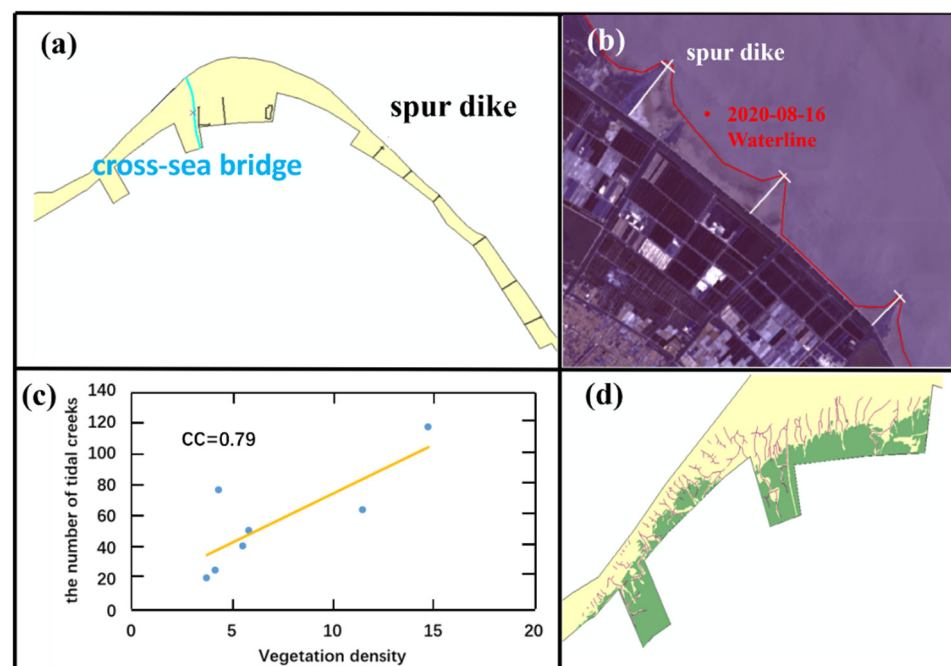 (a)
spur dike
cross-sea bridge
(b)
spur dike
2020-08-16
Waterline
(c)
140
120
100
80
60
40
20
0
the number of tidal creeks
CC=0.79
0 5 10 15 20
Vegetation density
(d)